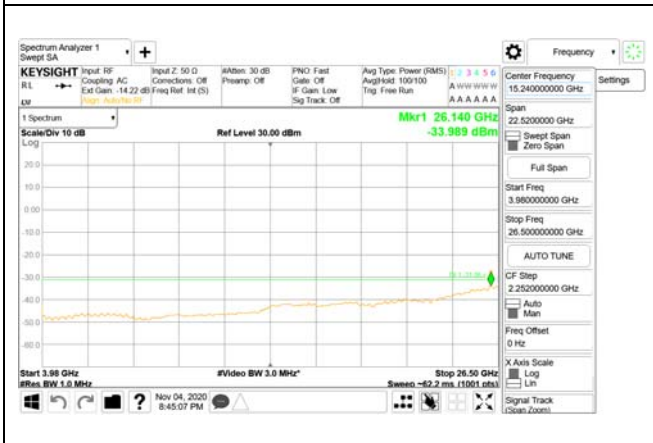 Spectrum Analyzer 1
Swept SA
Frequency
KEYSIGHT
Input: RF
Coupling: AC
Ext Gain: -14.22 dB
Align: Auto/No RF
Input Z: 50 Ω
Corrections: Off
Freq Ref: Int (S)
#Atten: 30 dB
Preamp: Off
PNO: Fast
Gate: Off
IF Gain: Low
Sig Track: Off
Avg Type: Power (RMS)
Avg|Hold: 100/100
Trig: Free Run
1 2 3 4 5 6
A W W W W W
A A A A A A
RL
1 Spectrum
Scale/Div 10 dB
Log
Ref Level 30.00 dBm
Mkr1 26.140 GHz
-33.989 dBm
20.0
10.0
0.00
-10.0
-20.0
-30.0
-40.0
-50.0
-60.0
Start 3.98 GHz
#Res BW 1.0 MHz
#Video BW 3.0 MHz*
Stop 26.50 GHz
Sweep ~62.2 ms (1001 pts)
Nov 04, 2020
8:45:07 PM
Center Frequency
15.240000000 GHz
Settings
Span
22.5200000 GHz
Swept Span
Zero Span
Full Span
Start Freq
3.980000000 GHz
Stop Freq
26.500000000 GHz
AUTO TUNE
CF Step
2.252000000 GHz
Auto
Man
Freq Offset
0 Hz
X Axis Scale
Log
Lin
Signal Track
(Span Zoom)